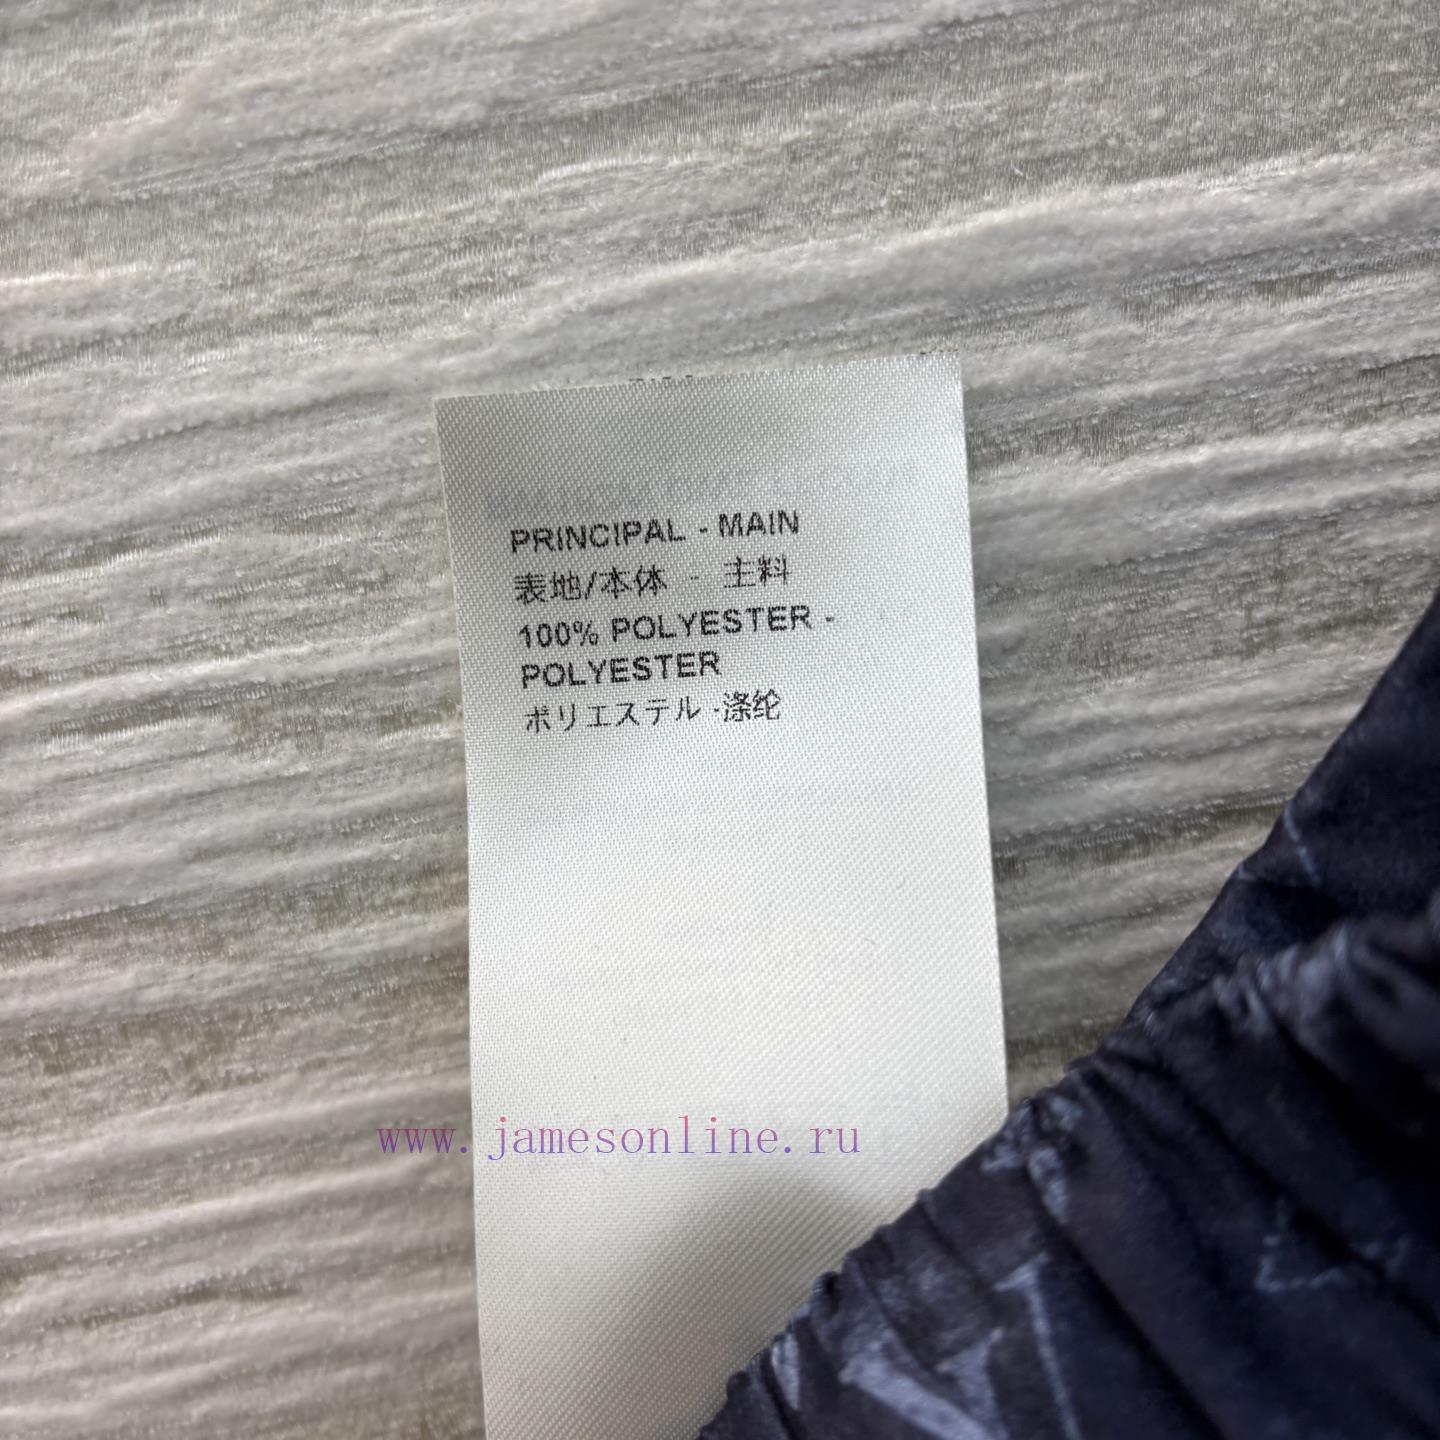 PRINCIPAL - MAIN
表地/本体 - 主料
100% POLYESTER -
POLYESTER
ポリエステル -涤纶
www.jamesonline.ru